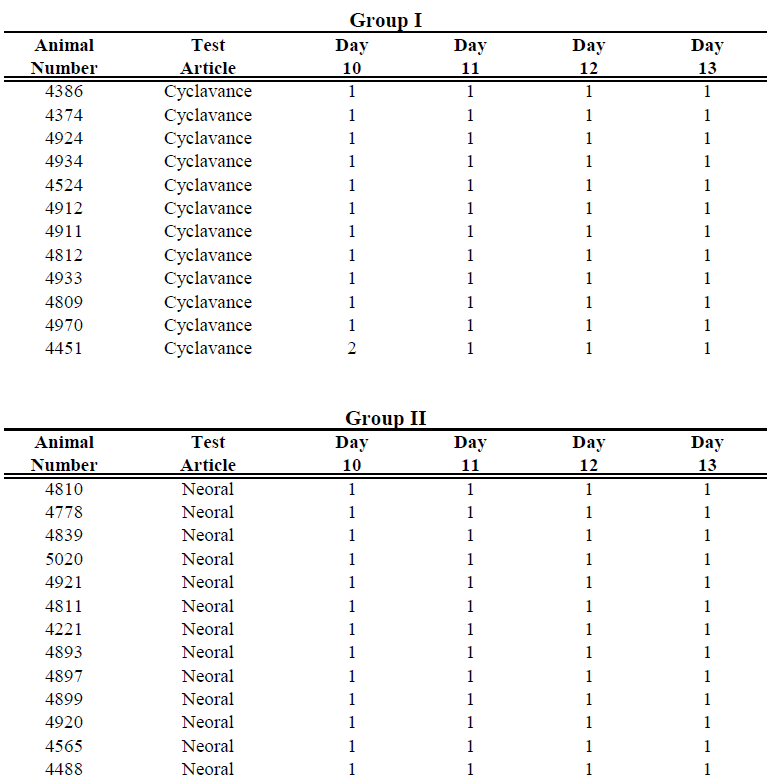 Group I
Animal Test Day Day Day Day
Number Article 10 11 12 13
4386 Cyclavance 1 1 1 1
4374 Cyclavance 1 1 1 1
4924 Cyclavance 1 1 1 1
4934 Cyclavance 1 1 1 1
4524 Cyclavance 1 1 1 1
4912 Cyclavance 1 1 1 1
4911 Cyclavance 1 1 1 1
4812 Cyclavance 1 1 1 1
4933 Cyclavance 1 1 1 1
4809 Cyclavance 1 1 1 1
4970 Cyclavance 1 1 1 1
4451 Cyclavance 2 1 1 1
Group II
Animal Test Day Day Day Day
Number Article 10 11 12 13
4810 Neoral 1 1 1 1
4778 Neoral 1 1 1 1
4839 Neoral 1 1 1 1
5020 Neoral 1 1 1 1
4921 Neoral 1 1 1 1
4811 Neoral 1 1 1 1
4221 Neoral 1 1 1 1
4893 Neoral 1 1 1 1
4897 Neoral 1 1 1 1
4899 Neoral 1 1 1 1
4920 Neoral 1 1 1 1
4565 Neoral 1 1 1 1
4488 Neoral 1 1 1 1